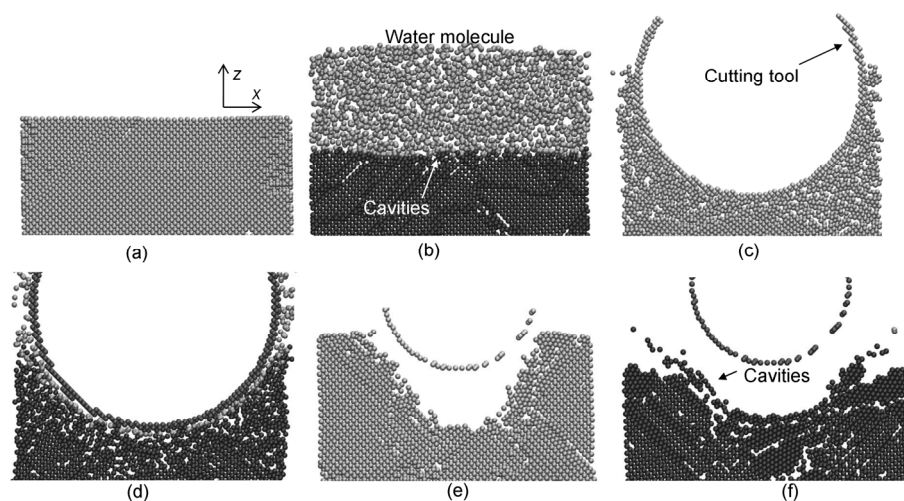 Water molecule
z
x
Cutting tool
Cavities
(a)
(b)
(c)
Cavities
(d)
(e)
(f)